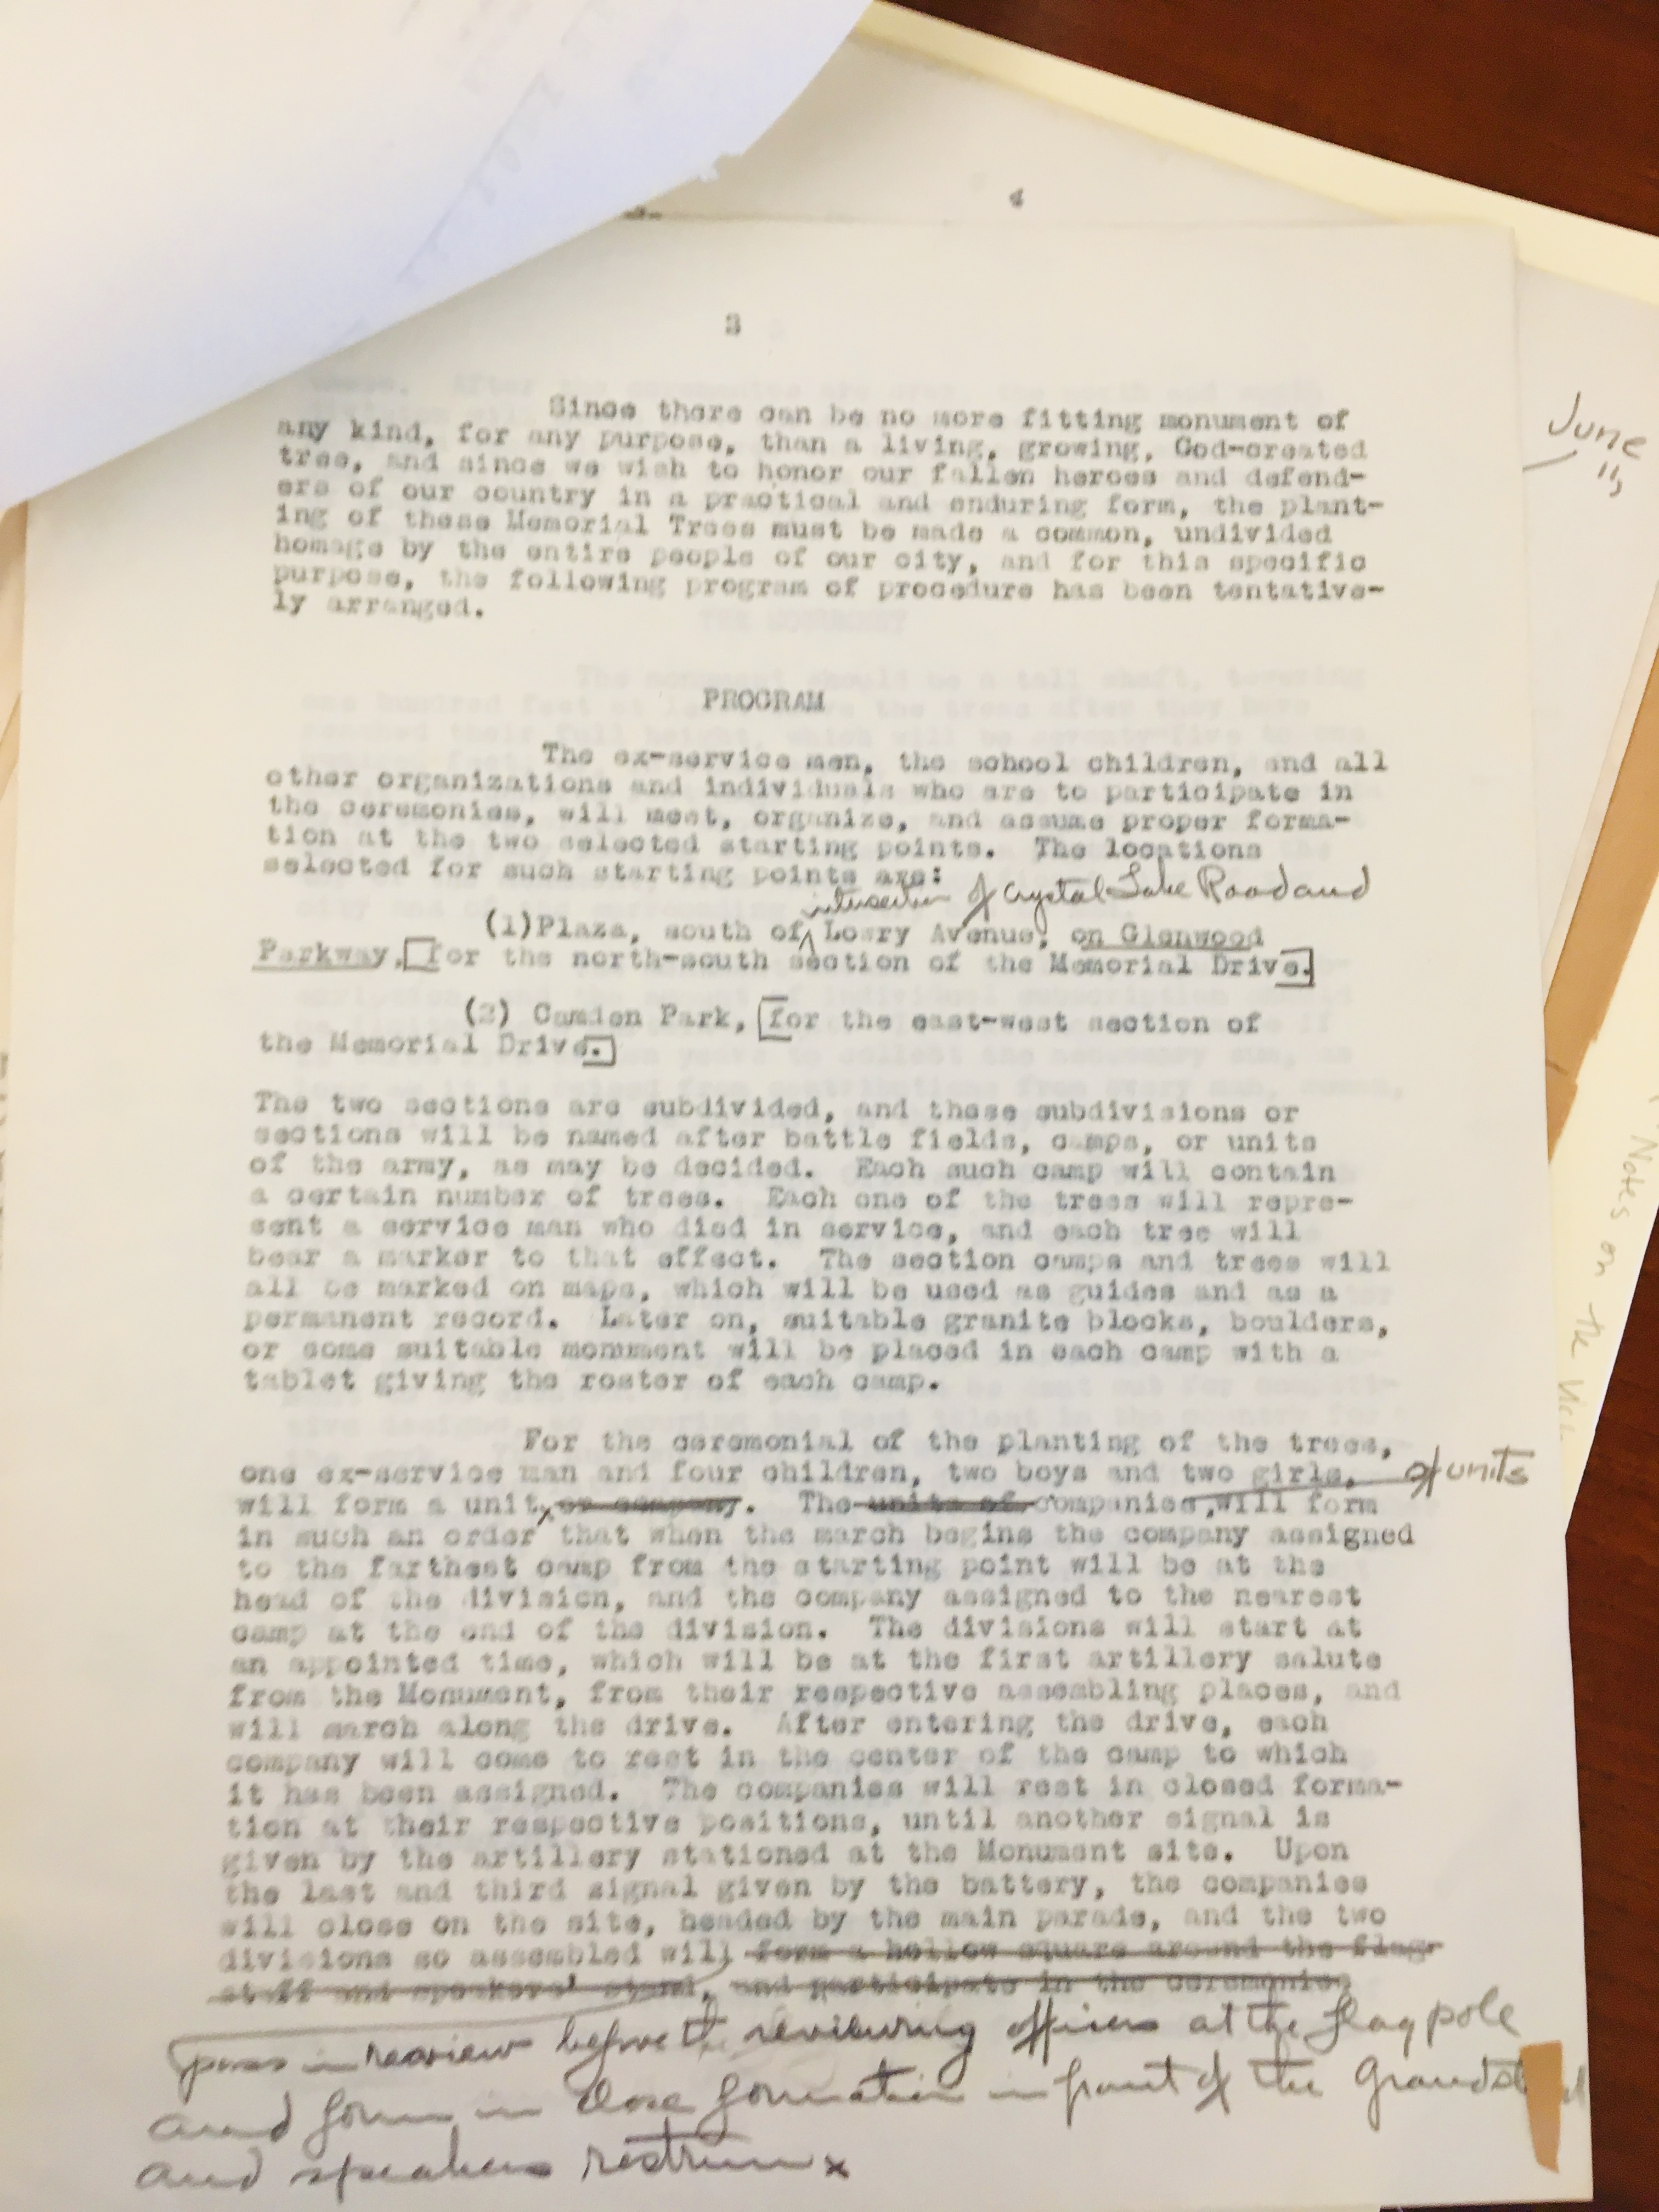 4
3
Since there can be no more fitting monument of
any kind, for any purpose, than a living, growing, God-created
tree, and since we wish to honor our fallen heroes and defend-
ers of our country in a practical and enduring form, the plant-
ing of these Memorial Trees must be made a common, undivided
homage by the entire people of our city, and for this specific
purpose, the following program of procedure has been tentative-
ly arranged.
PROGRAM
The ex-service men, the school children, and all
other organizations and individuals who are to participate in
the ceremonies, will meet, organize, and assume proper forma-
tion at the two selected starting points. The locations
selected for such starting points are:
intersection of Crystal Lake Road and
(1)Plaza, south of Lowry Avenue, on Glenwood
Parkway, for the north-south section of the Memorial Drive.
(2) Camden Park, for the east-west section of
the Memorial Drive.
The two sections are subdivided, and these subdivisions or
sections will be named after battle fields, camps, or units
of the army, as may be decided. Each such camp will contain
a certain number of trees. Each one of the trees will repre-
sent a service man who died in service, and each tree will
bear a marker to that effect. The section camps and trees will
all be marked on maps, which will be used as guides and as a
permanent record. Later on, suitable granite blocks, boulders,
or some suitable monument will be placed in each camp with a
tablet giving the roster of each camp.
For the ceremonial of the planting of the trees,
one ex-service man and four children, two boys and two girls, of units
will form a unit, or company. The units of companies, will form
in such an order that when the march begins the company assigned
to the farthest camp from the starting point will be at the
head of the division, and the company assigned to the nearest
camp at the end of the division. The divisions will start at
an appointed time, which will be at the first artillery salute
from the Monument, from their respective assembling places, and
will march along the drive. After entering the drive, each
company will come to rest in the center of the camp to which
it has been assigned. The companies will rest in closed forma-
tion at their respective positions, until another signal is
given by the artillery stationed at the Monument site. Upon
the last and third signal given by the battery, the companies
will close on the site, headed by the main parade, and the two
divisions so assembled will form a hollow square around the flag-
staff and speakers' stand, and participate in the ceremonies
pass in review before the reviewing officers at the flag pole
and form in close formation in front of the Grandst
and speakers rostrum x
June
11,
Notes on the